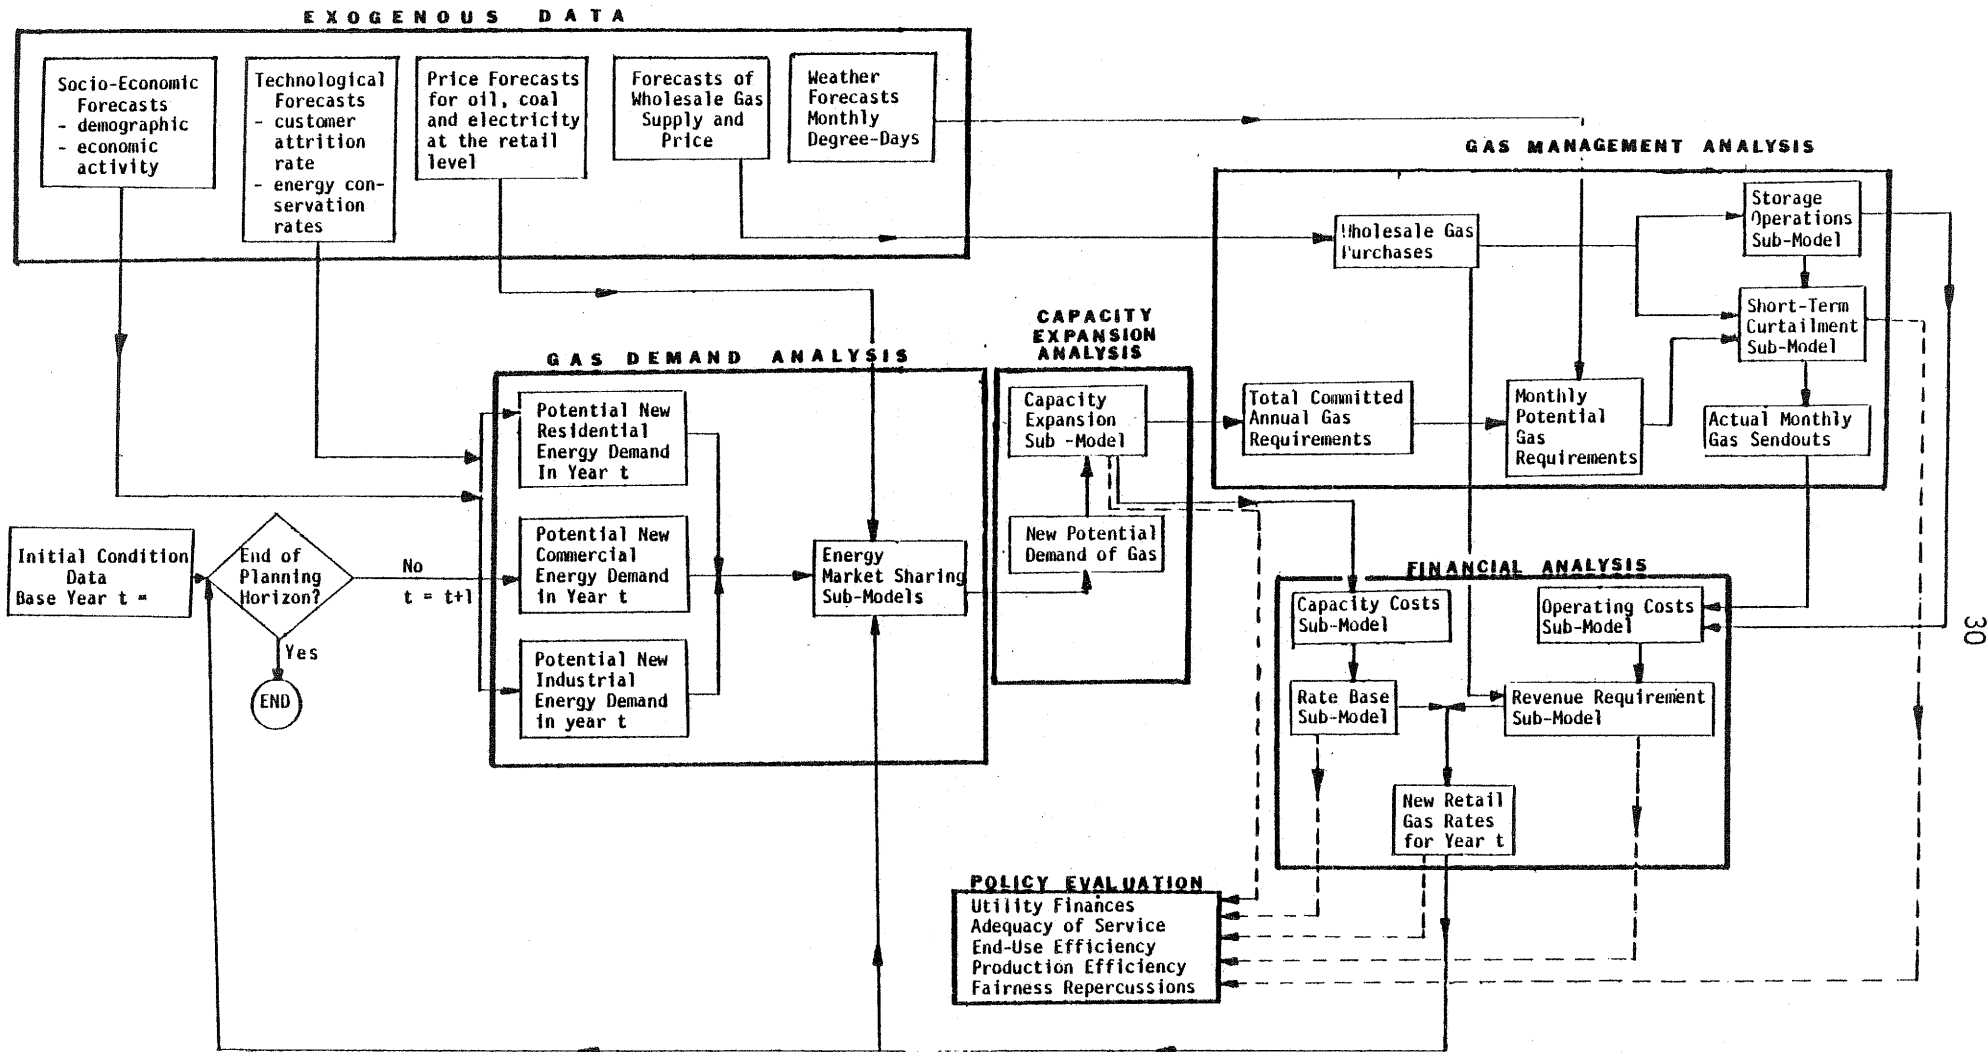 EXOGENOUS DATA
Socio-Economic
Forecasts
- demographic
- economic
activity
Technological
Forecasts
- customer
attrition
rate
- energy con-
servation
rates
Price Forecasts
for oil, coal
and electricity
at the retail
level
Forecasts of
Wholesale Gas
Supply and
Price
Weather
Forecasts
Monthly
Degree-Days
GAS MANAGEMENT ANALYSIS
Wholesale Gas
Purchases
Storage
Operations
Sub-Model
Short-Term
Curtailment
Sub-Model
Total Committed
Annual Gas
Requirements
Monthly
Potential
Gas
Requirements
Actual Monthly
Gas Sendouts
CAPACITY
EXPANSION
ANALYSIS
Capacity
Expansion
Sub -Model
New Potential
Demand of Gas
GAS DEMAND ANALYSIS
Potential New
Residential
Energy Demand
In Year t
Potential New
Commercial
Energy Demand
in Year t
Potential New
Industrial
Energy Demand
in year t
Energy
Market Sharing
Sub-Models
Initial Condition
Data
Base Year t =
End of
Planning
Horizon?
No
t = t+1
Yes
END
FINANCIAL ANALYSIS
Capacity Costs
Sub-Model
Operating Costs
Sub-Model
Rate Base
Sub-Model
Revenue Requirement
Sub-Model
New Retail
Gas Rates
for Year t
POLICY EVALUATION
Utility Finances
Adequacy of Service
End-Use Efficiency
Production Efficiency
Fairness Repercussions
30